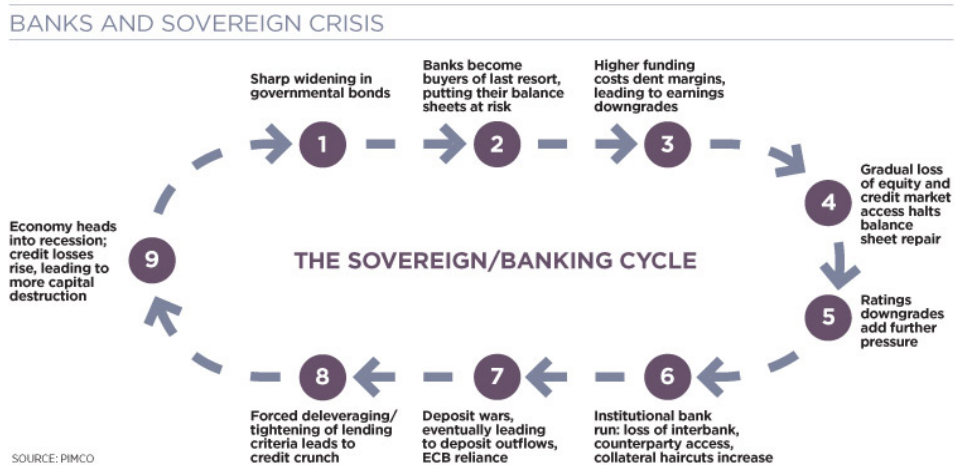 BANKS AND SOVEREIGN CRISIS
Sharp widening in
governmental bonds
1
Banks become
buyers of last resort,
putting their balance
sheets at risk
2
Higher funding
costs dent margins,
leading to earnings
downgrades
3
Gradual loss
of equity and
credit market
access halts
balance
sheet repair
4
Ratings
downgrades
add further
pressure
5
6
Institutional bank
run: loss of interbank,
counterparty access,
collateral haircuts increase
7
Deposit wars,
eventually leading
to deposit outflows,
ECB reliance
8
Forced deleveraging/
tightening of lending
criteria leads to
credit crunch
9
Economy heads
into recession;
credit losses
rise, leading to
more capital
destruction
THE SOVEREIGN/BANKING CYCLE
SOURCE: PIMCO